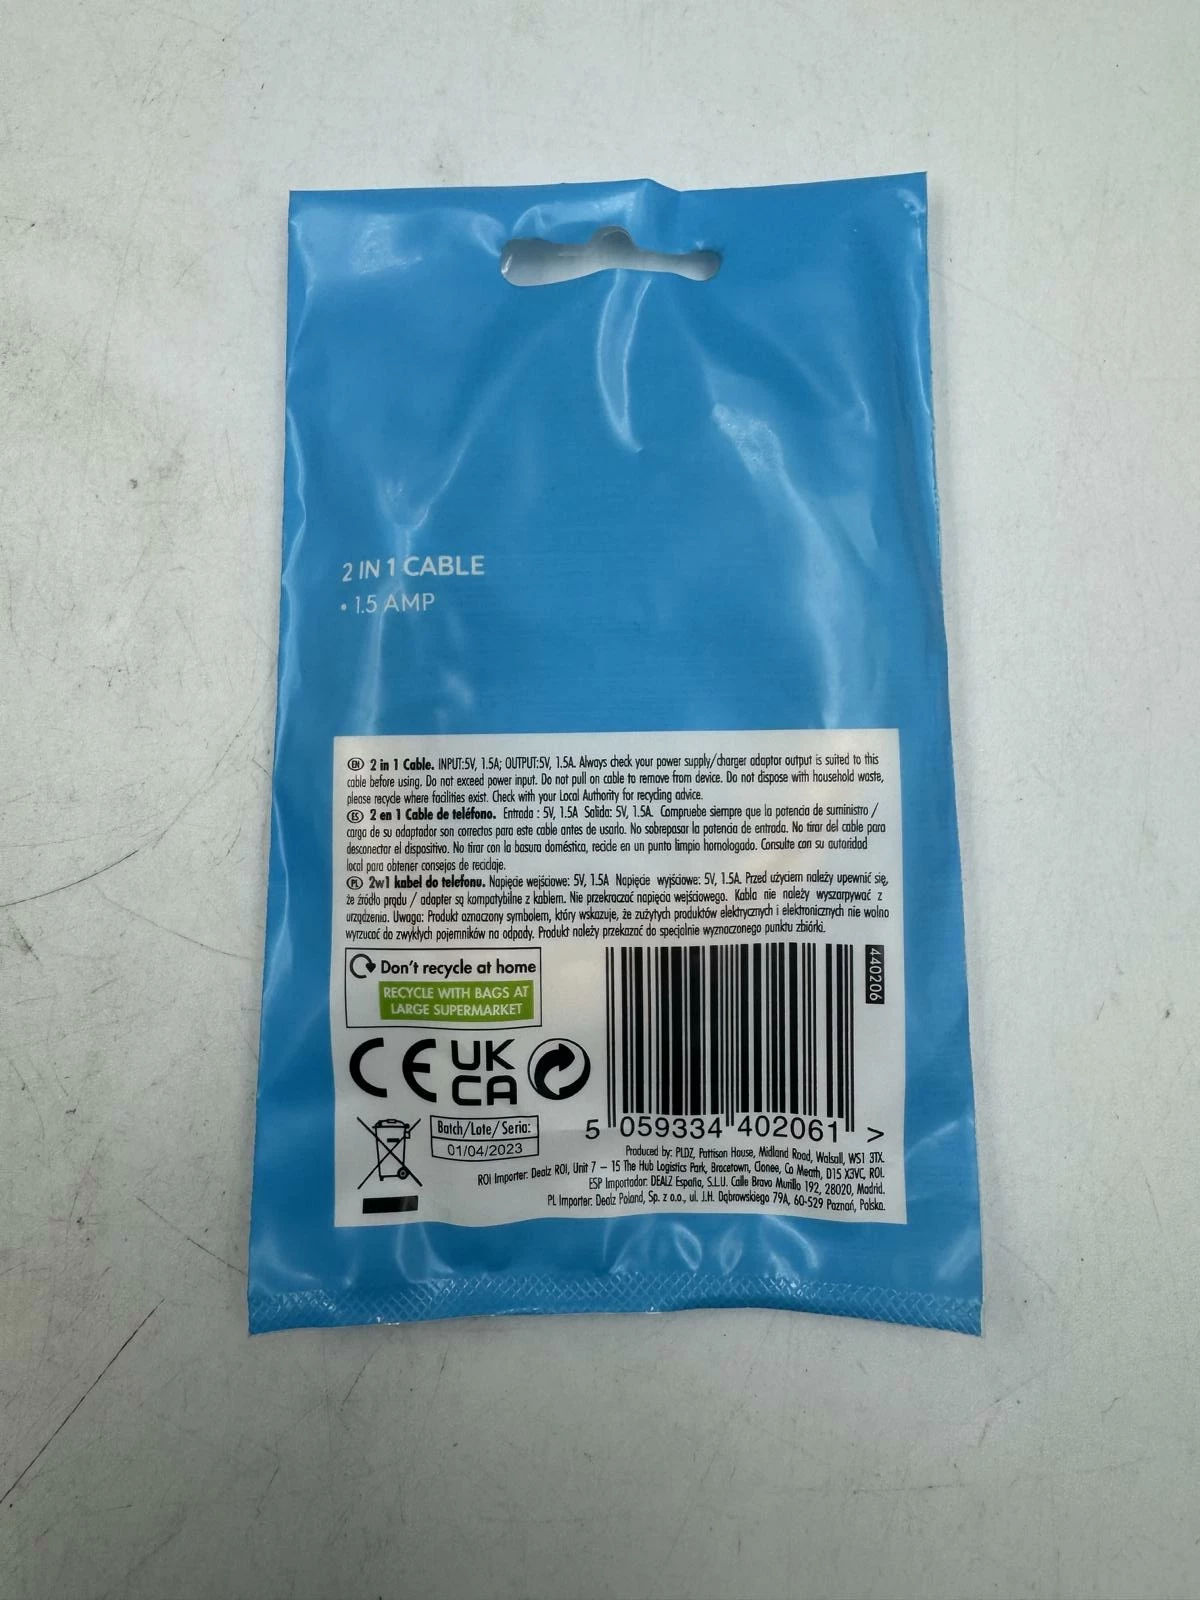 2 IN 1 CABLE
• 1.5 AMP
EN 2 in 1 Cable. INPUT:5V, 1.5A; OUTPUT:5V, 1.5A. Always check your power supply/charger adaptor output is suited to this
cable before using. Do not exceed power input. Do not pull on cable to remove from device. Do not dispose with household waste,
please recycle where facilities exist. Check with your Local Authority for recycling advice.
ES 2 en 1 Cable de teléfono. Entrada : 5V, 1.5A Salida: 5V, 1.5A. Compruebe siempre que la potencia de suministro /
carga de su adaptador son correctos para este cable antes de usarlo. No sobrepasar la potencia de entrada. No tirar del cable para
desconectar el dispositivo. No tirar con la basura doméstica, recicle en un punto limpio homologado. Consulte con su autoridad
local para obtener consejos de reciclaje.
PL 2w1 kabel do telefonu. Napięcie wejściowe: 5V, 1.5A Napięcie wyjściowe: 5V, 1.5A. Przed użyciem należy upewnić się,
że źródło prądu / adapter są kompatybilne z kablem. Nie przekraczać napięcia wejściowego. Kabla nie należy wyszarpywać z
urządzenia. Uwaga: Produkt oznaczony symbolem, który wskazuje, że zużytych produktów elektrycznych i elektronicznych nie wolno
wyrzucać do zwykłych pojemników na odpady. Produkt należy przekazać do specjalnie wyznaczonego punktu zbiórki.
Don't recycle at home
RECYCLE WITH BAGS AT
LARGE SUPERMARKET
440206
CE UK
CA
Batch/Lote/Seria:
01/04/2023
5 059334 402061 >
Produced by: PLDZ, Pattison House, Midland Road, Walsall, WS1 3TX.
ROI Importer: Dealz ROI, Unit 7 – 15 The Hub Logistics Park, Bracetown, Clonee, Co Meath, D15 X3VC, ROI.
ESP Importador: DEALZ España, S.L.U. Calle Bravo Murillo 192, 28020, Madrid.
PL Importer: Dealz Poland, Sp. z o.o., ul. J.H. Dąbrowskiego 79A, 60-529 Poznań, Polska.